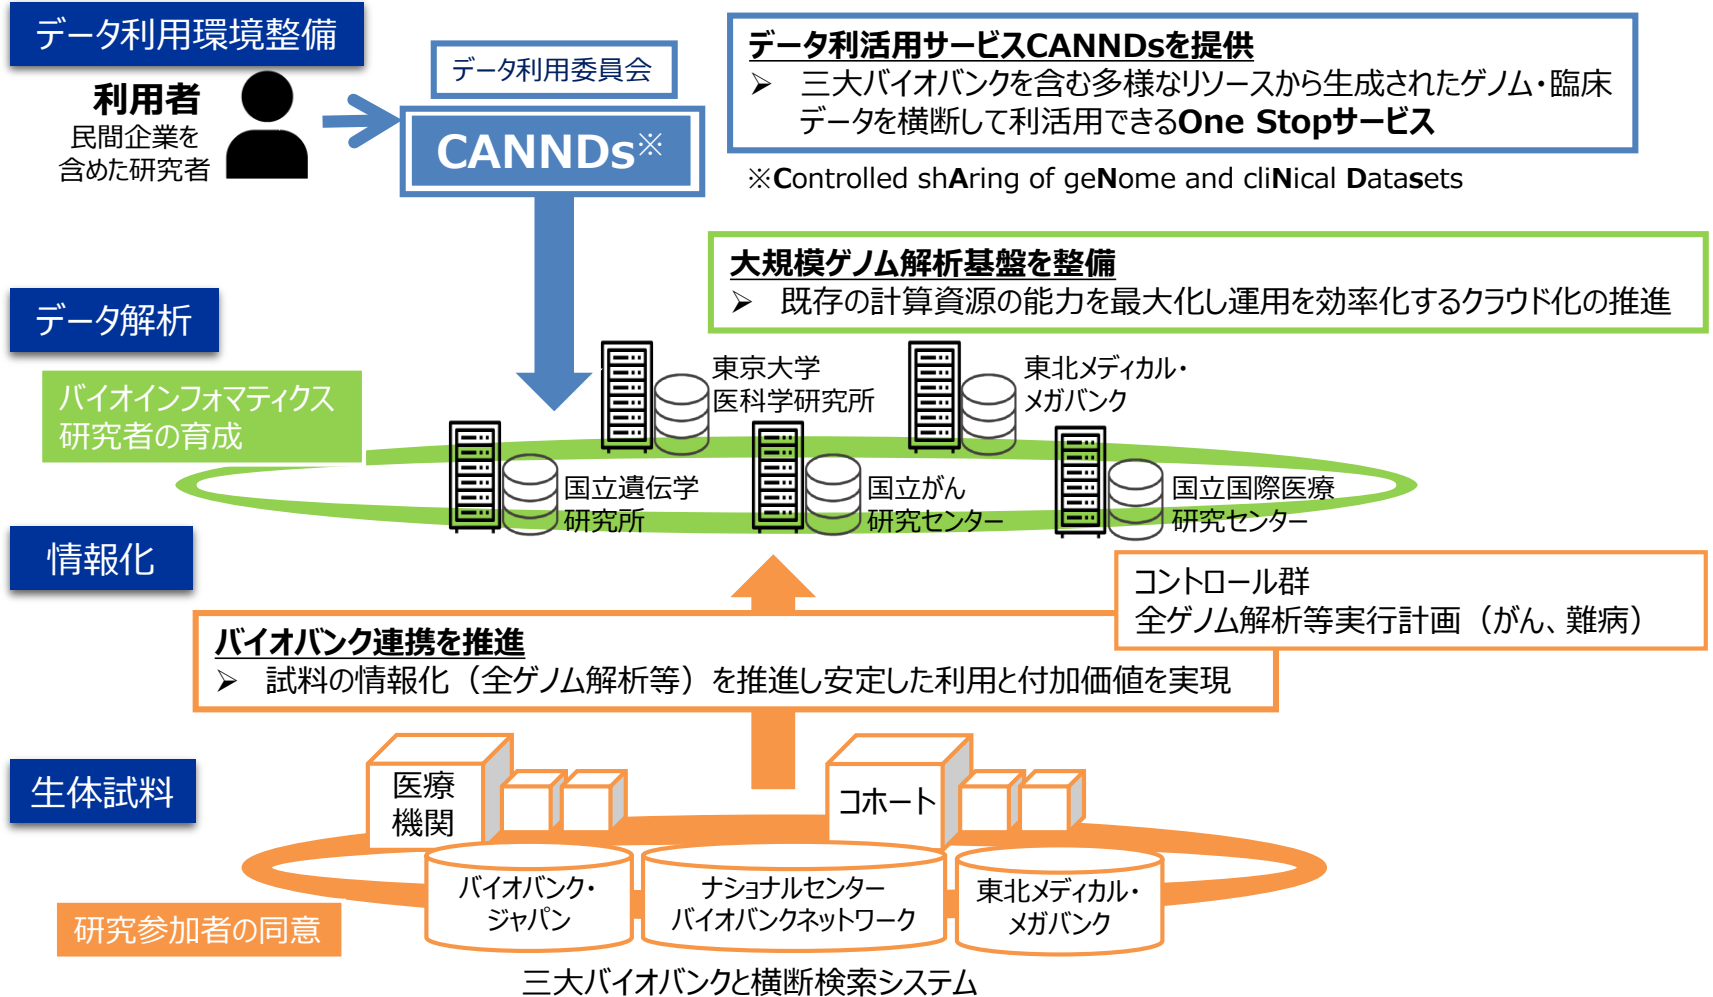 データ利用環境整備
利用者
民間企業を
含めた研究者
データ利用委員会
CANNDs※
データ利活用サービスCANNDsを提供
➢ 三大バイオバンクを含む多様なリソースから生成されたゲノム・臨床
データを横断して利活用できるOne Stopサービス
※Controlled shAring of geNome and cliNical Datasets
大規模ゲノム解析基盤を整備
➢ 既存の計算資源の能力を最大化し運用を効率化するクラウド化の推進
データ解析
バイオインフォマティクス
研究者の育成
東京大学
医科学研究所
東北メディカル・
メガバンク
国立遺伝学
研究所
国立がん
研究センター
国立国際医療
研究センター
情報化
コントロール群
全ゲノム解析等実行計画（がん、難病）
バイオバンク連携を推進
➢ 試料の情報化（全ゲノム解析等）を推進し安定した利用と付加価値を実現
生体試料
医療
機関
コホート
バイオバンク・
ジャパン
ナショナルセンター
バイオバンクネットワーク
東北メディカル・
メガバンク
研究参加者の同意
三大バイオバンクと横断検索システム